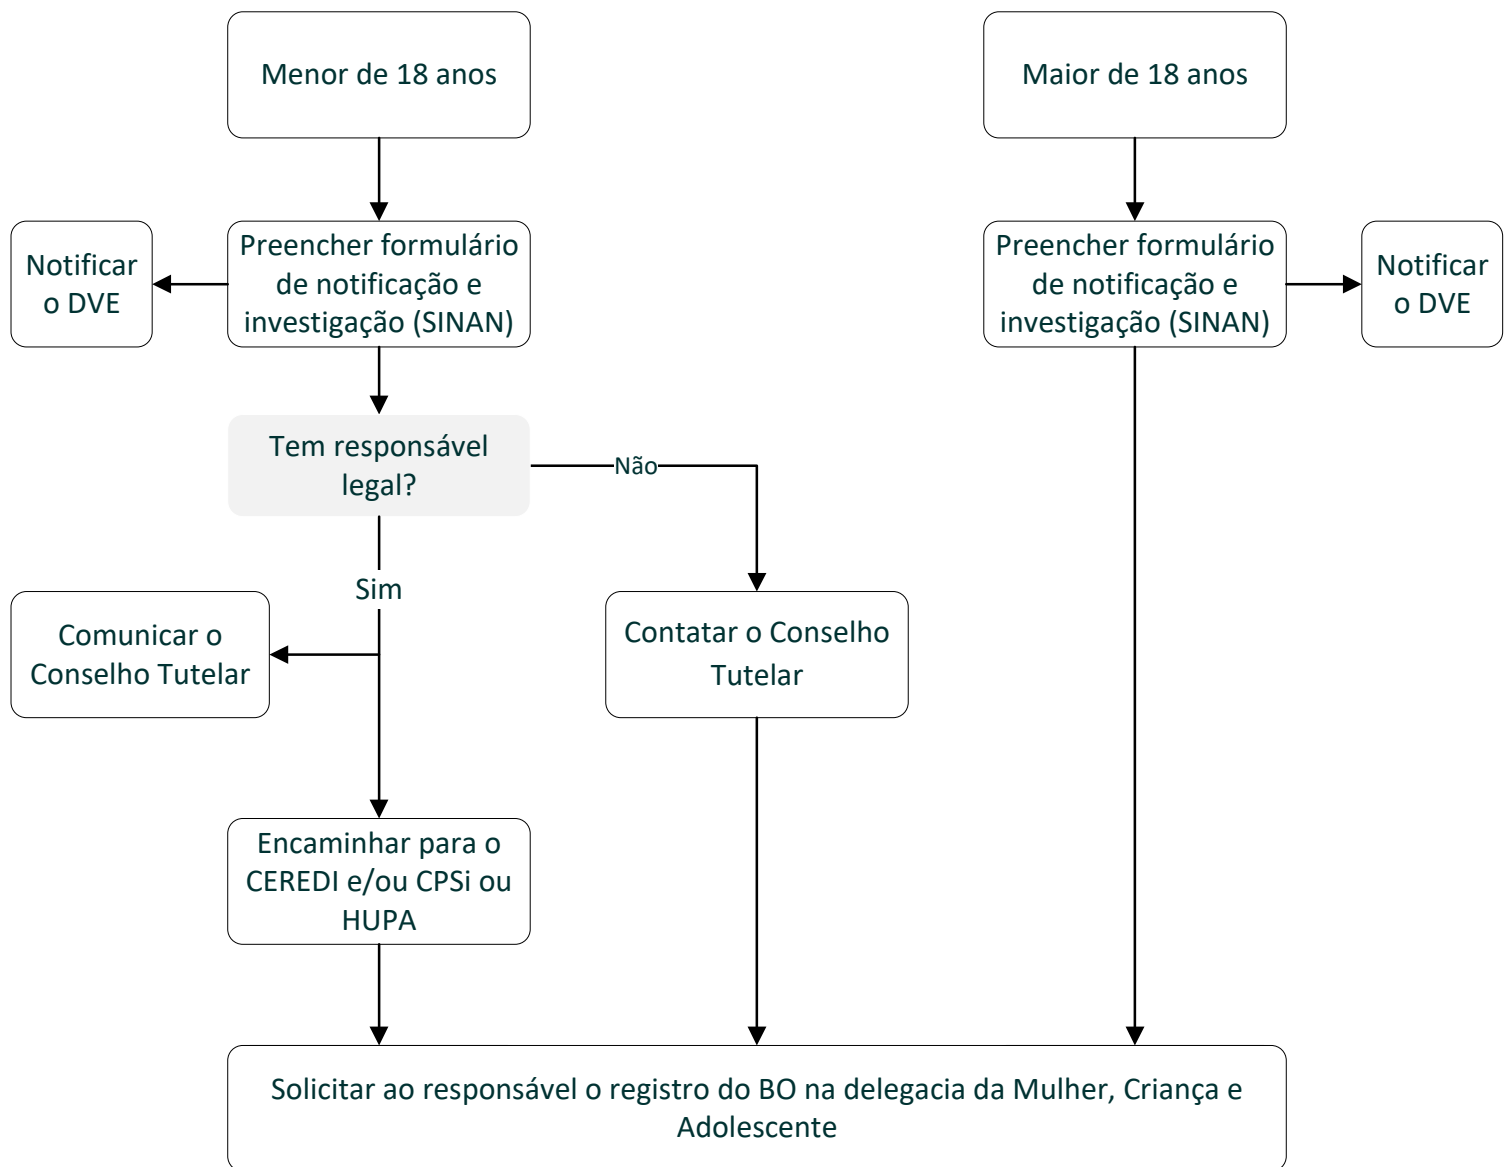 Menor de 18 anos
Maior de 18 anos
Notificar
o DVE
Preencher formulário
de notificação e
investigação (SINAN)
Preencher formulário
de notificação e
investigação (SINAN)
Notificar
o DVE
Tem responsável
legal?
Não
Sim
Comunicar o
Conselho Tutelar
Contatar o Conselho
Tutelar
Encaminhar para o
CEREDI e/ou CPSi ou
HUPA
Solicitar ao responsável o registro do BO na delegacia da Mulher, Criança e
Adolescente